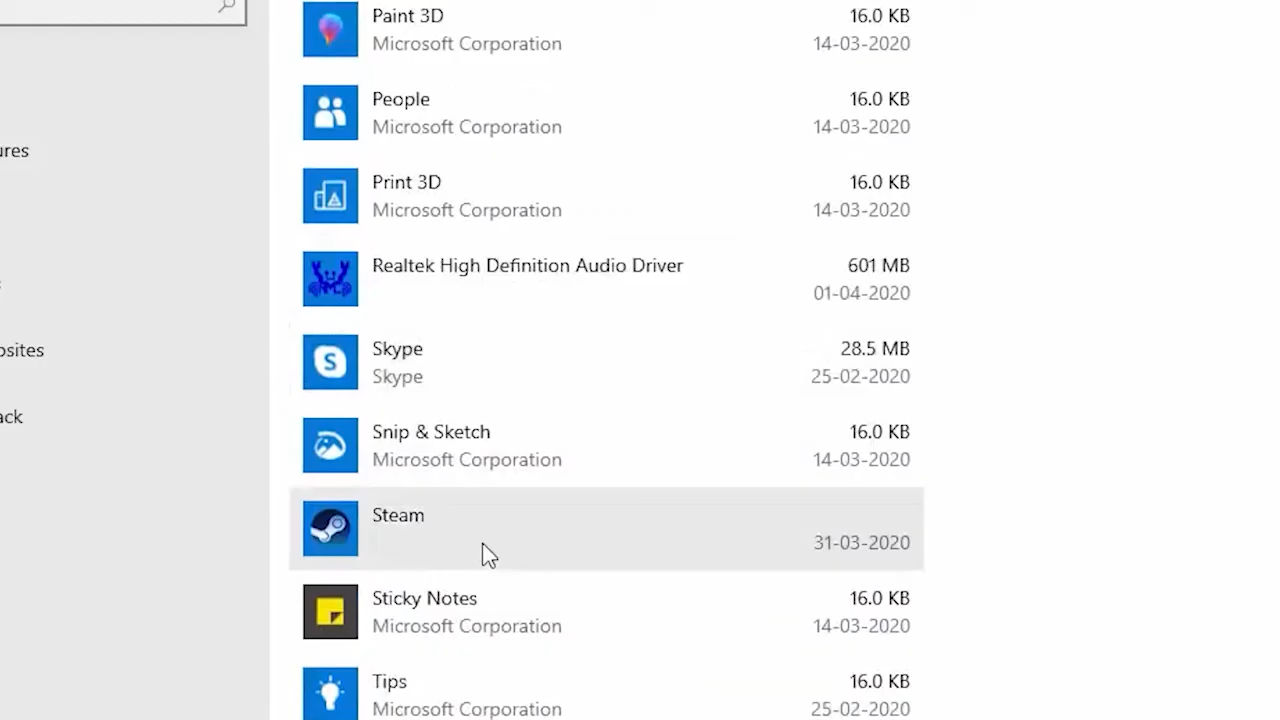 Paint 3D 16.0 KB
Microsoft Corporation 14-03-2020
People 16.0 KB
Microsoft Corporation 14-03-2020
ures
Print 3D 16.0 KB
Microsoft Corporation 14-03-2020
Realtek High Definition Audio Driver 601 MB
01-04-2020
osites
Skype 28.5 MB
Skype 25-02-2020
ack
Snip & Sketch 16.0 KB
Microsoft Corporation 14-03-2020
Steam
31-03-2020
Sticky Notes 16.0 KB
Microsoft Corporation 14-03-2020
Tips 16.0 KB
Microsoft Corporation 25-02-2020